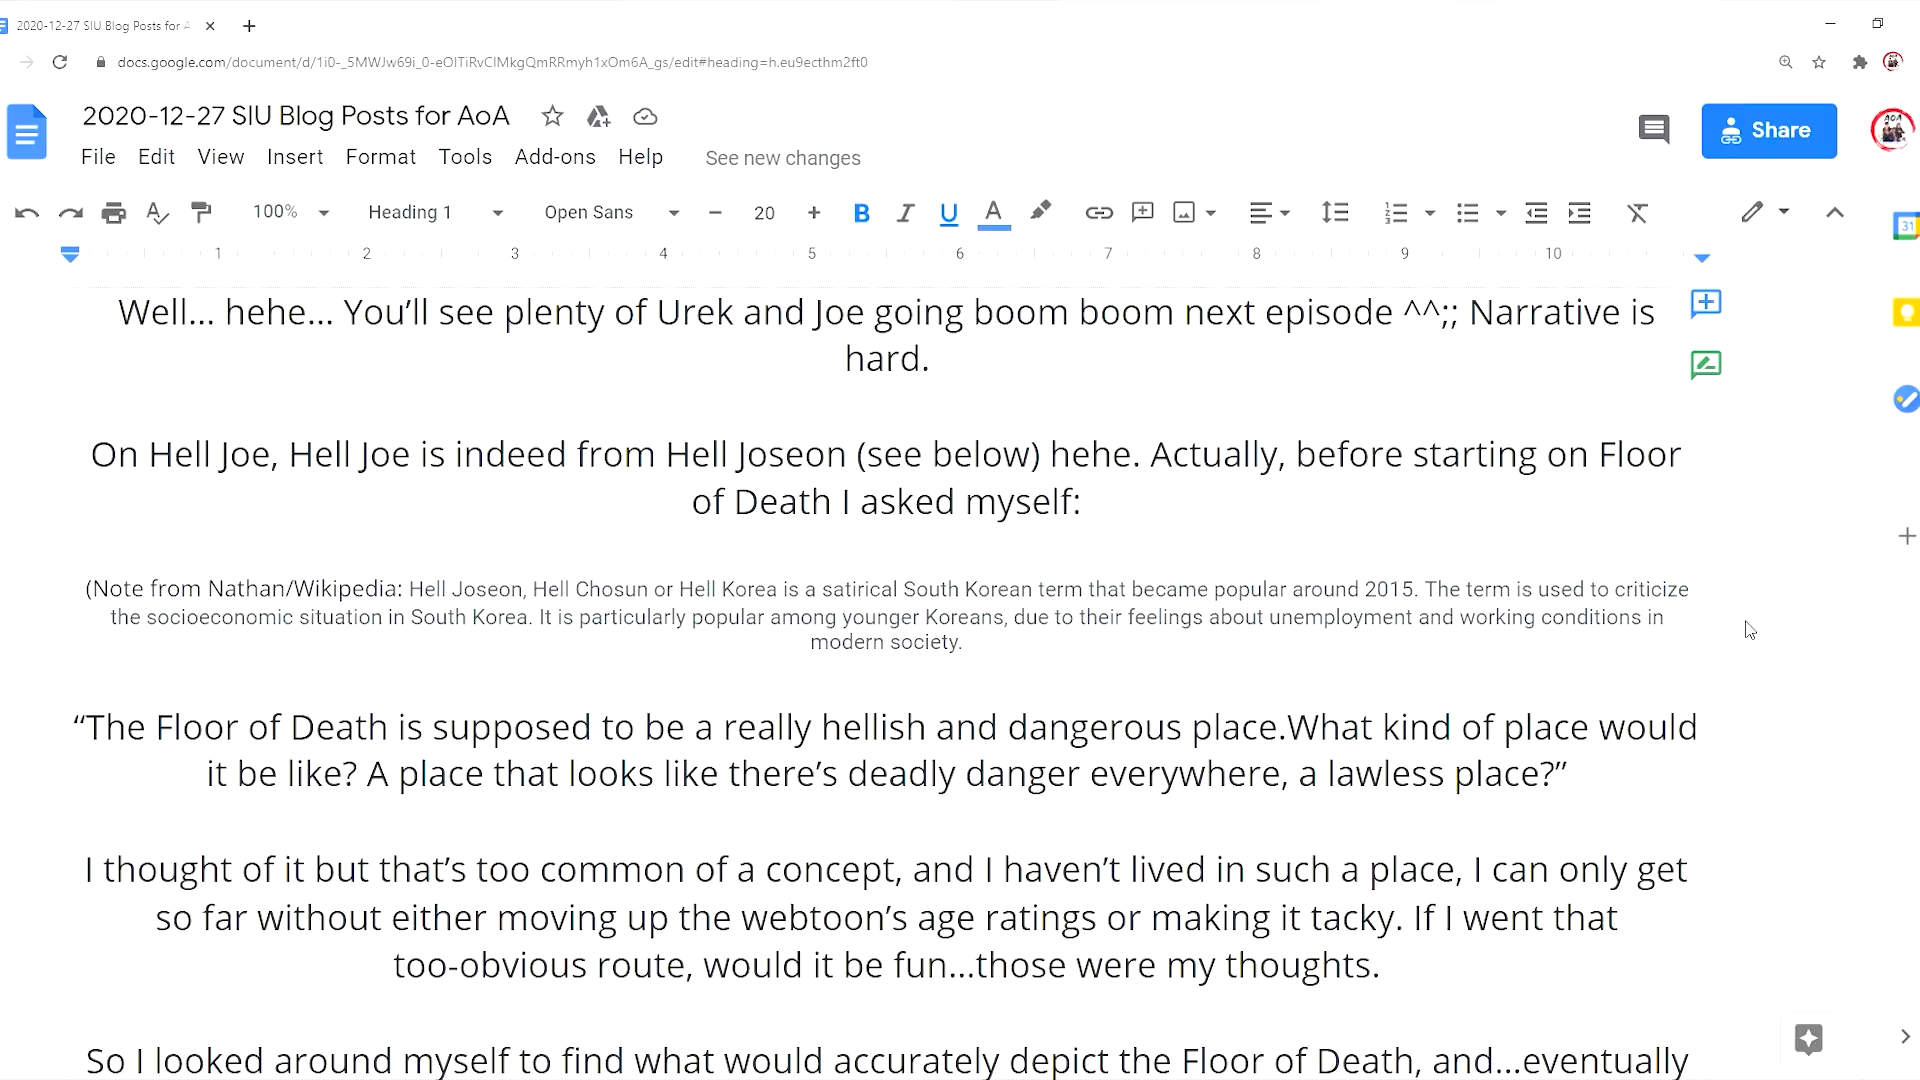 2020-12-27 SIU Blog Posts for A
docs.google.com/document/d/1i0-_5MWJw69i_0-eOITiRvCIMkgQmRRmyh1xOm6A_gs/edit#heading=h.eu9ecthm2ft0
2020-12-27 SIU Blog Posts for AoA
Share
File Edit View Insert Format Tools Add-ons Help See new changes
100% Heading 1 Open Sans 20 B I U A
31
1 2 3 4 5 6 7 8 9 10
Well... hehe... You’ll see plenty of Urek and Joe going boom boom next episode ^^;; Narrative is
hard.
On Hell Joe, Hell Joe is indeed from Hell Joseon (see below) hehe. Actually, before starting on Floor
of Death I asked myself:
(Note from Nathan/Wikipedia: Hell Joseon, Hell Chosun or Hell Korea is a satirical South Korean term that became popular around 2015. The term is used to criticize
the socioeconomic situation in South Korea. It is particularly popular among younger Koreans, due to their feelings about unemployment and working conditions in
modern society.
“The Floor of Death is supposed to be a really hellish and dangerous place.What kind of place would
it be like? A place that looks like there’s deadly danger everywhere, a lawless place?”
I thought of it but that’s too common of a concept, and I haven’t lived in such a place, I can only get
so far without either moving up the webtoon’s age ratings or making it tacky. If I went that
too-obvious route, would it be fun...those were my thoughts.
So I looked around myself to find what would accurately depict the Floor of Death, and...eventually